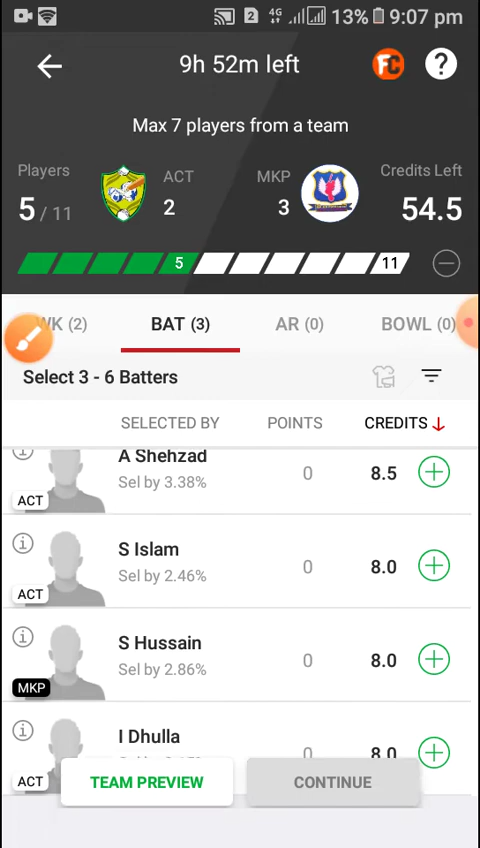 2 4G 13% 9:07 pm
9h 52m left
FC ?
Max 7 players from a team
Players ACT MKP Credits Left
5 / 11 2 3 54.5
5 11
WK (2) BAT (3) AR (0) BOWL (0)
Select 3 - 6 Batters
SELECTED BY POINTS CREDITS
A Shehzad
Sel by 3.38% 0 8.5
ACT
S Islam
Sel by 2.46% 0 8.0
ACT
S Hussain
Sel by 2.86% 0 8.0
MKP
I Dhulla
0 8.0
ACT
TEAM PREVIEW CONTINUE